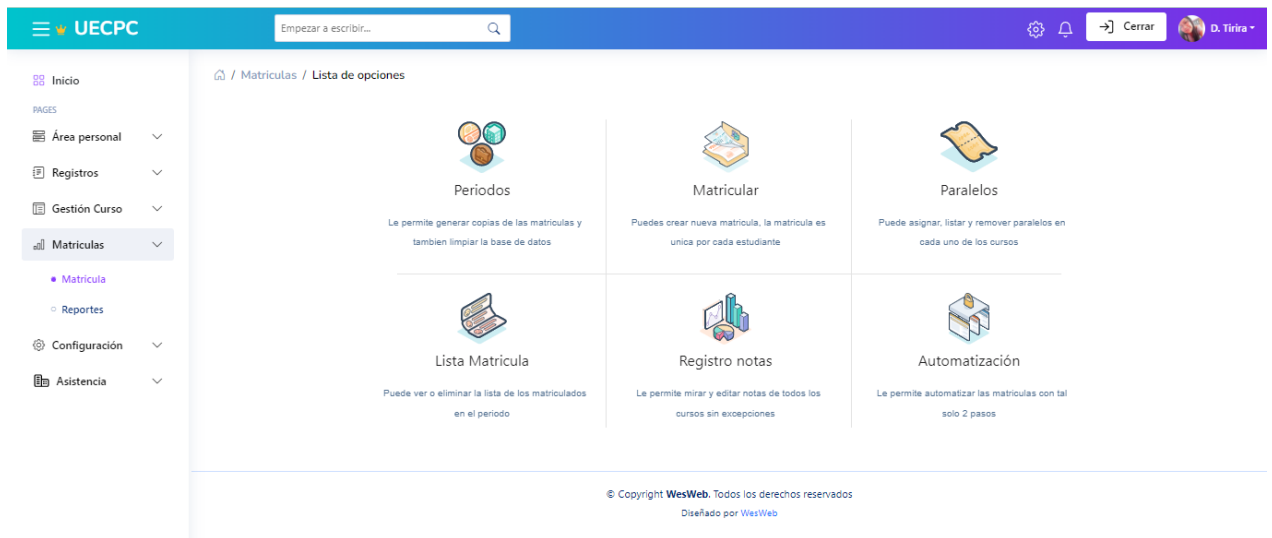 UECPC
Empezar a escribir...
Cerrar
D. Tirira
Inicio
PAGES
Área personal
Registros
Gestión Curso
Matriculas
Matrícula
Reportes
Configuración
Asistencia
/ Matriculas / Lista de opciones
Periodos
Le permite generar copias de las matriculas y
tambien limpiar la base de datos
Matricular
Puedes crear nueva matricula, la matricula es
unica por cada estudiante
Paralelos
Puede asignar, listar y remover paralelos en
cada uno de los cursos
Lista Matricula
Puede ver o eliminar la lista de los matriculados
en el periodo
Registro notas
Le permite mirar y editar notas de todos los
cursos sin excepciones
Automatización
Le permite automatizar las matriculas con tal
solo 2 pasos
© Copyright WesWeb. Todos los derechos reservados
Diseñado por WesWeb